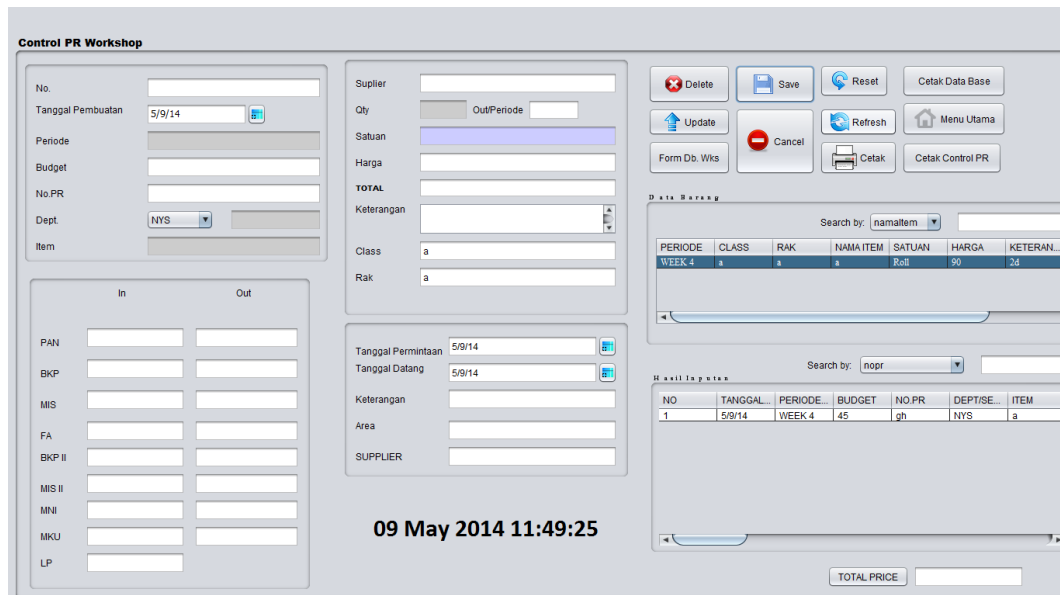 Control PR Workshop
No.
Tanggal Pembuatan 5/9/14
Periode
Budget
No.PR
Dept. NYS
Item
In Out
PAN
BKP
MIS
FA
BKP II
MIS II
MNI
MKU
LP
Suplier
Qty Out/Periode
Satuan
Harga
TOTAL
Keterangan
Class a
Rak a
Tanggal Permintaan 5/9/14
Tanggal Datang 5/9/14
Keterangan
Area
SUPPLIER
09 May 2014 11:49:25
Delete Save Reset Cetak Data Base
Update Cancel Refresh Menu Utama
Form Db. Wks Cetak Cetak Control PR
Data Barang
Search by: namaItem
PERIODE CLASS RAK NAMA ITEM SATUAN HARGA KETERAN...
WEEK 4 a a a Roll 90 2d
Search by: nopr
Hasil Inputan
NO TANGGAL... PERIODE... BUDGET NO.PR DEPT/SE... ITEM
1 5/9/14 WEEK 4 45 gh NYS a
TOTAL PRICE